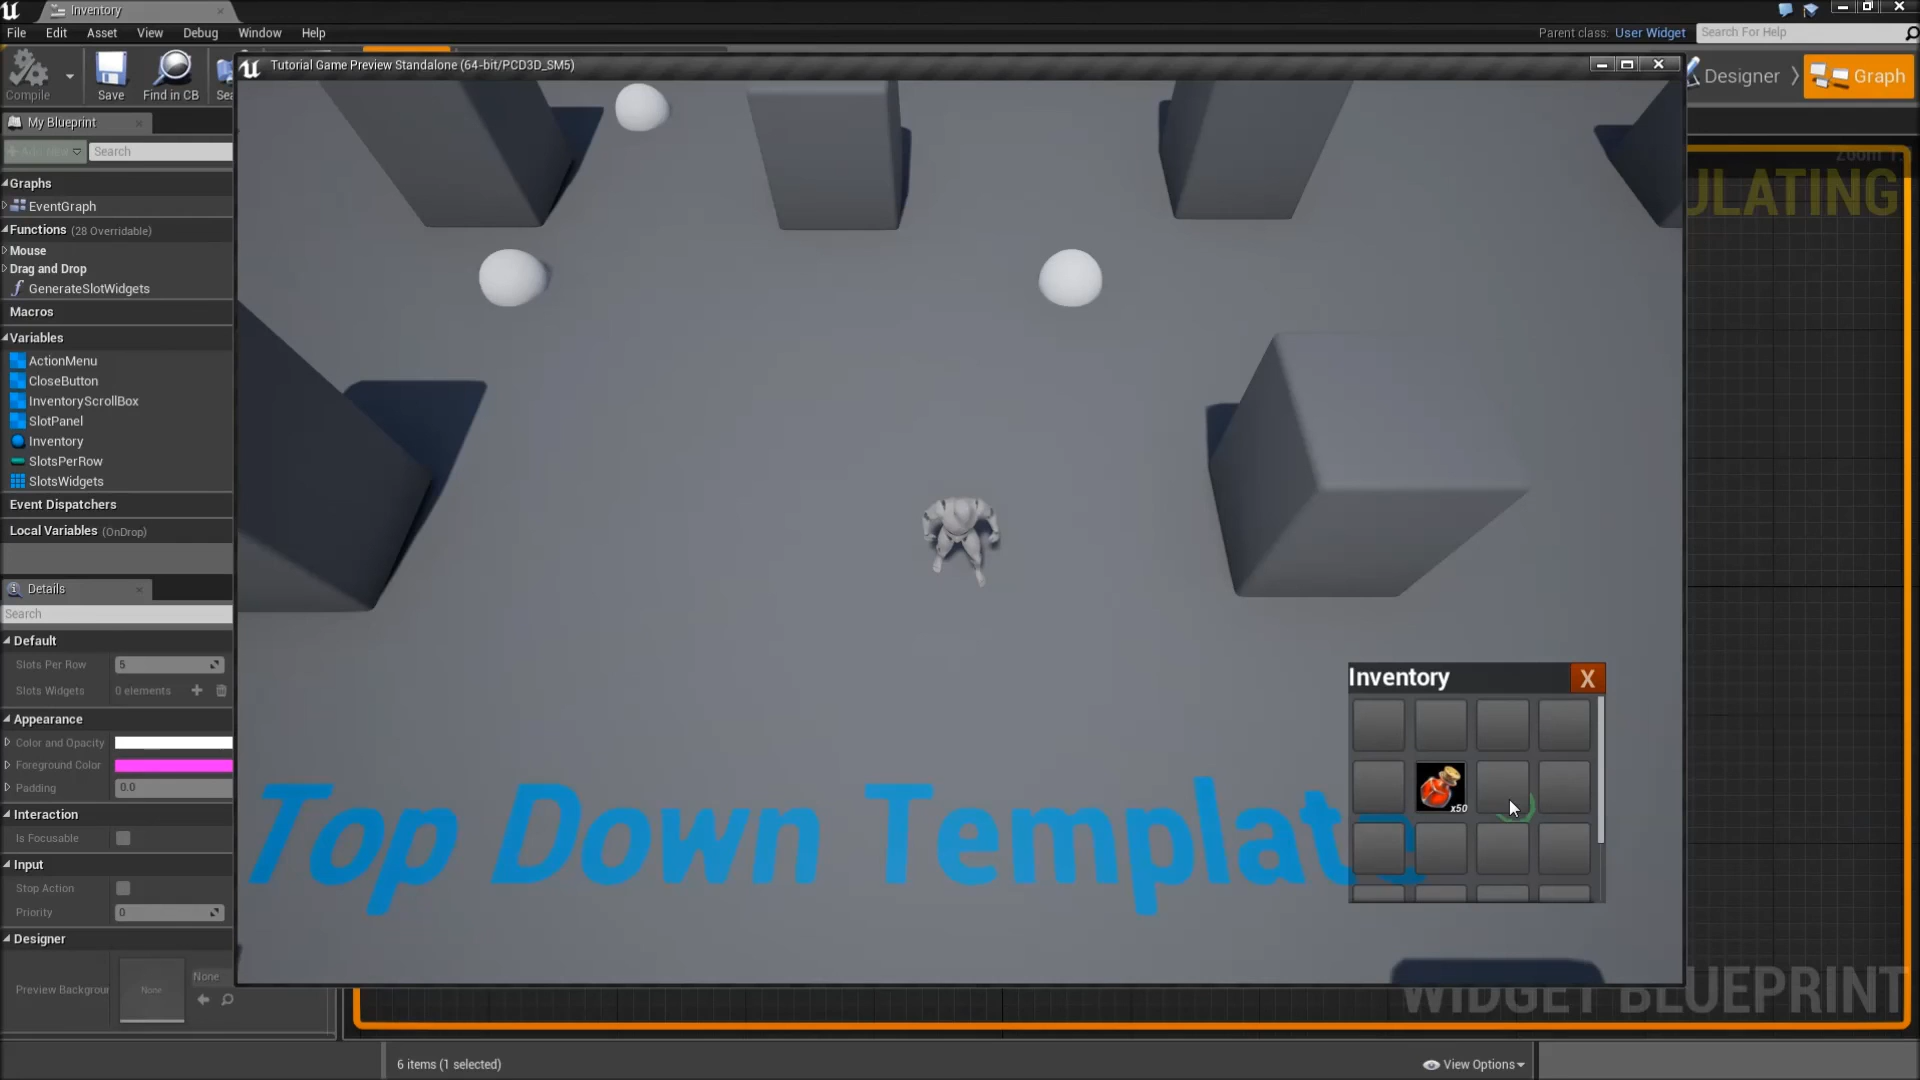 Inventory
File Edit Asset View Debug Window Help
Parent class: User Widget Search For Help
Compile Save Find in CB
Tutorial Game Preview Standalone (64-bit/PCD3D_SM5)
Designer Graph
My Blueprint
Search
Graphs
EventGraph
Functions (28 Overridable)
Mouse
Drag and Drop
GenerateSlotWidgets
Macros
Variables
ActionMenu
CloseButton
InventoryScrollBox
SlotPanel
Inventory
SlotsPerRow
SlotsWidgets
Event Dispatchers
Local Variables (OnDrop)
Details
Search
Default
Slots Per Row 5
Slots Widgets 0 elements
Appearance
Color and Opacity
Foreground Color
Padding 0.0
Interaction
Is Focusable
Input
Stop Action
Priority 0
Designer
None
Preview Backgroun
None
Inventory X
x50
Top Down Template
ULATING
WIDGET BLUEPRINT
6 items (1 selected)
View Options